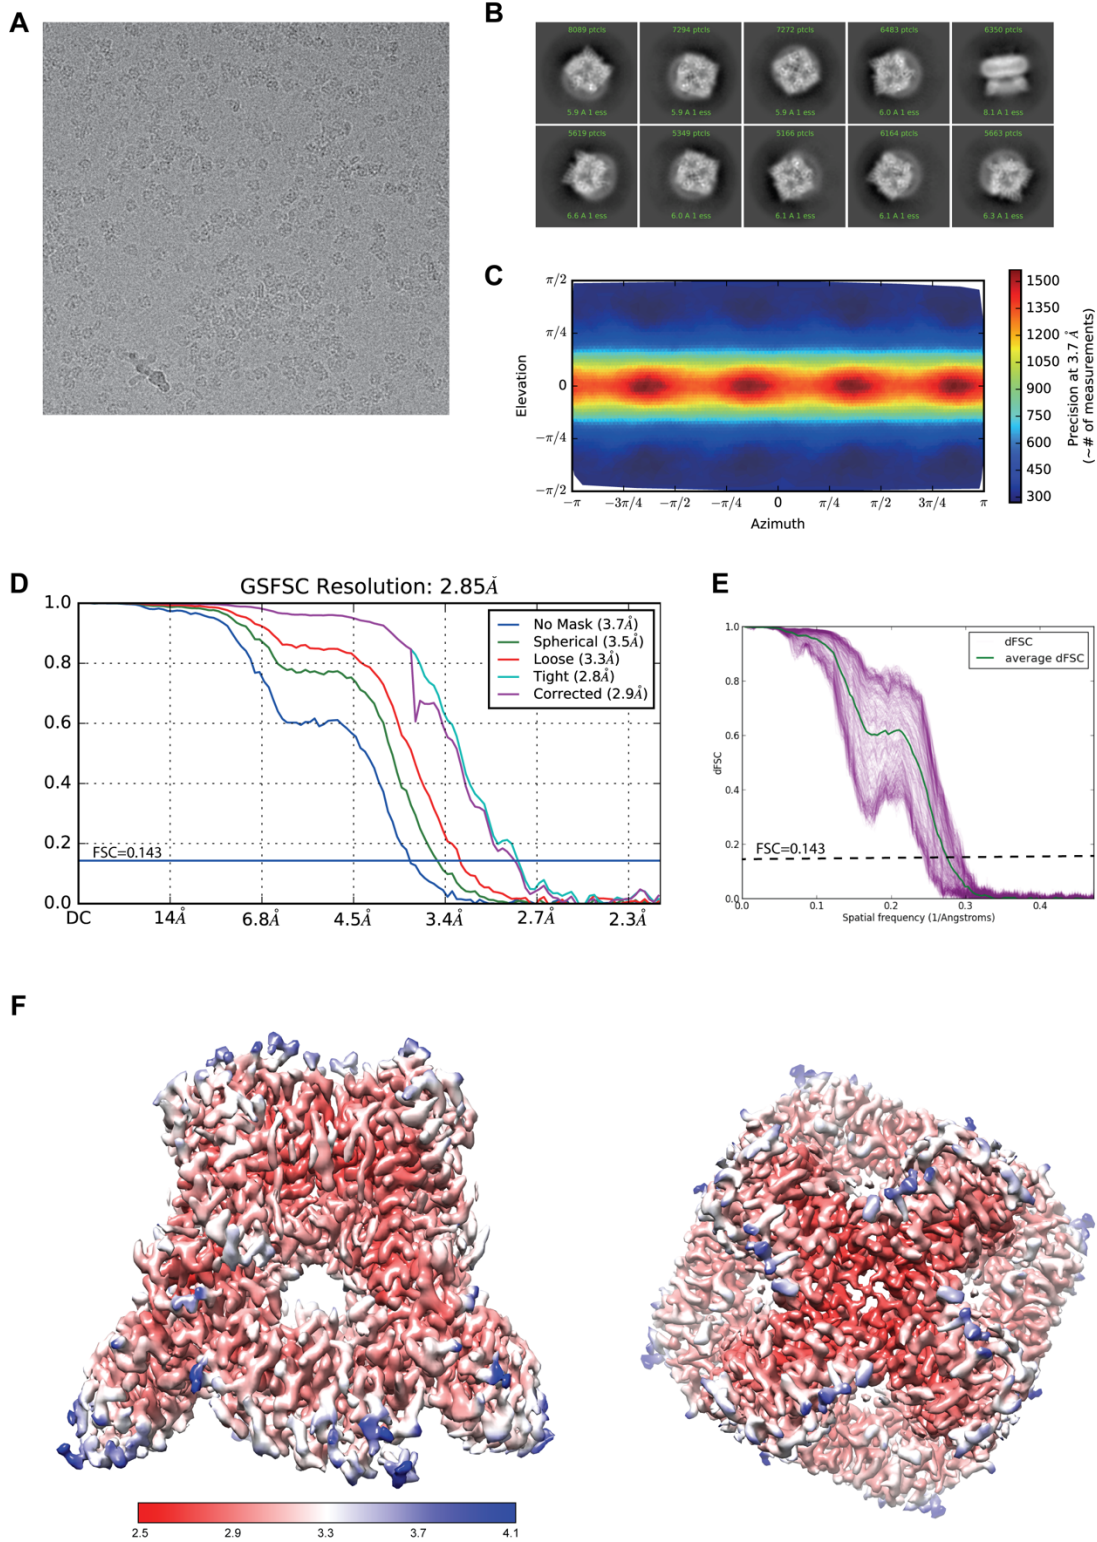 A
B
8089 ptcls
7294 ptcls
7272 ptcls
6483 ptcls
6350 ptcls
5.9 A 1 ess
5.9 A 1 ess
5.9 A 1 ess
6.0 A 1 ess
8.1 A 1 ess
5619 ptcls
5349 ptcls
5166 ptcls
6164 ptcls
5663 ptcls
6.6 A 1 ess
6.0 A 1 ess
6.1 A 1 ess
6.1 A 1 ess
6.3 A 1 ess
C
π/2
π/4
0
−π/4
−π/2
Elevation
−π
−3π/4
−π/2
−π/4
0
π/4
π/2
3π/4
π
Azimuth
1500
1350
1200
1050
900
750
600
450
300
Precision at 3.7 Å
(~# of measurements)
D
GSFSC Resolution: 2.85Å
1.0
0.8
0.6
0.4
0.2
0.0
No Mask (3.7Å)
Spherical (3.5Å)
Loose (3.3Å)
Tight (2.8Å)
Corrected (2.9Å)
FSC=0.143
DC
14Å
6.8Å
4.5Å
3.4Å
2.7Å
2.3Å
E
1.0
0.8
0.6
0.4
0.2
0.0
dFSC
dFSC
average dFSC
FSC=0.143
0.0
0.1
0.2
0.3
0.4
Spatial frequency (1/Angstroms)
F
2.5
2.9
3.3
3.7
4.1